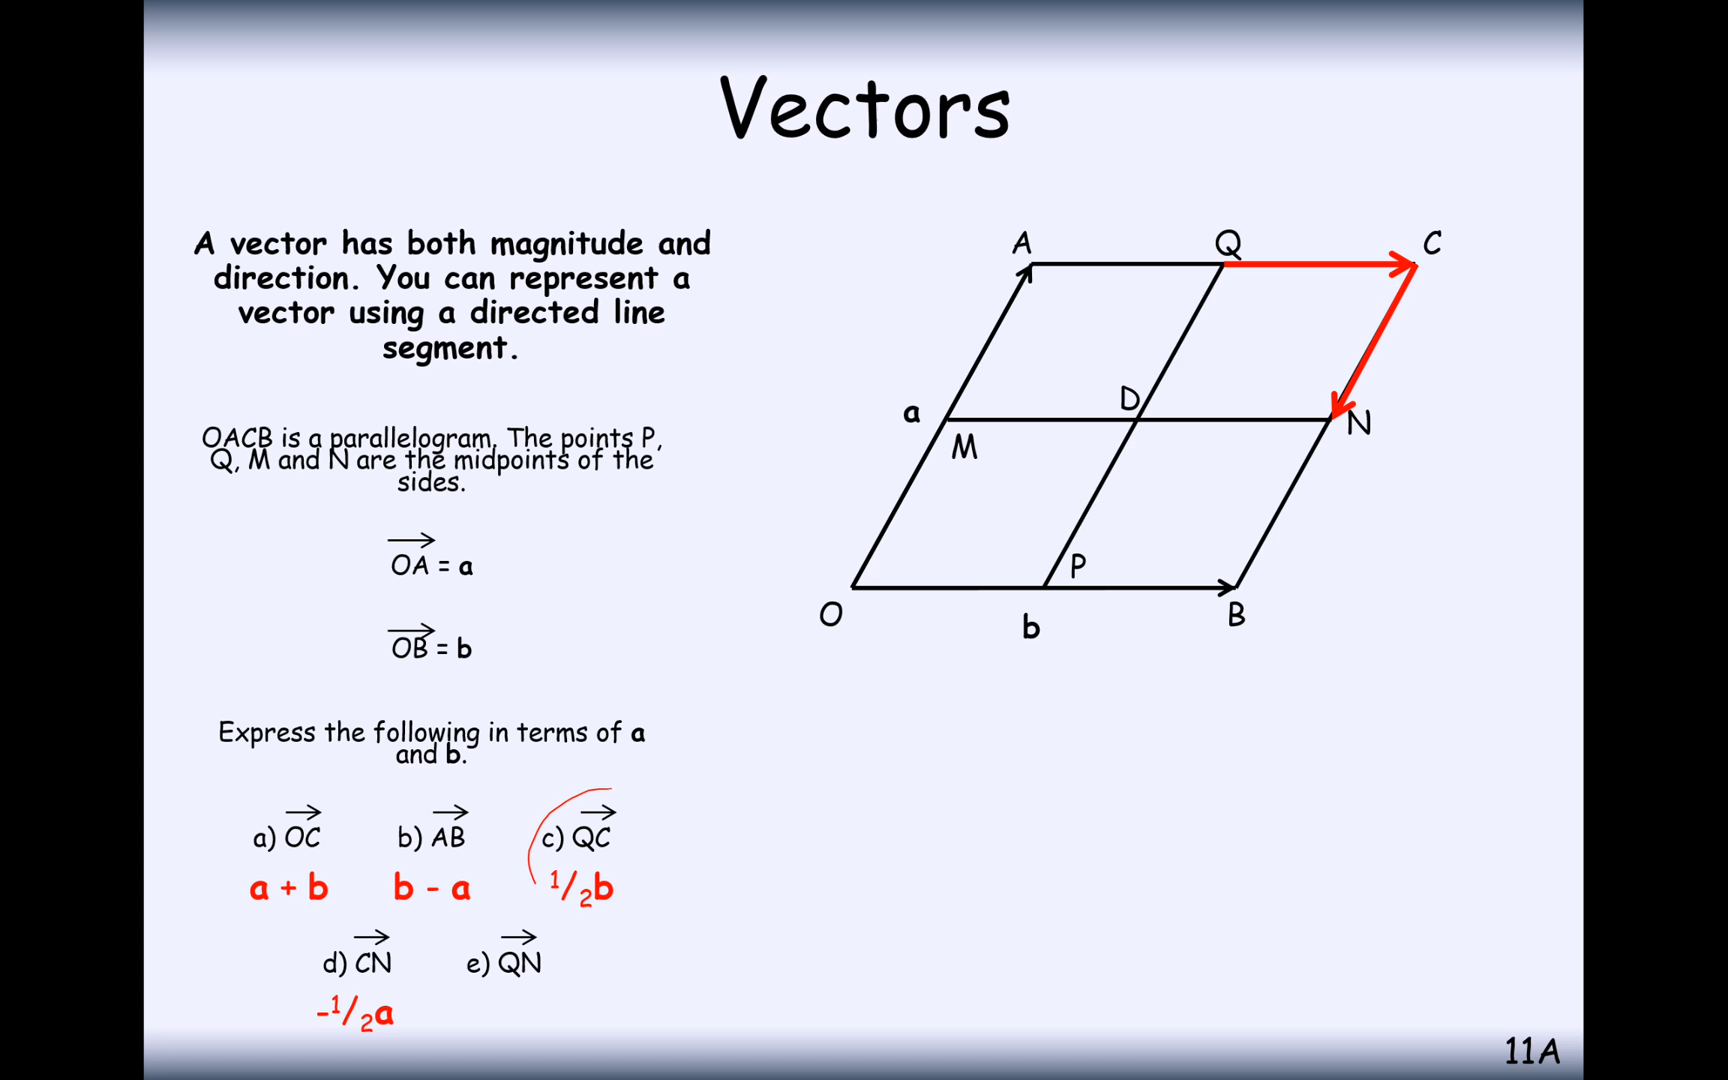 Vectors
A vector has both magnitude and
direction. You can represent a
vector using a directed line
segment.
OACB is a parallelogram. The points P,
Q, M and N are the midpoints of the
sides.
OA = a
OB = b
Express the following in terms of a
and b.
a) OC b) AB c) QC
a + b b - a 1/2b
d) CN e) QN
-1/2a
A Q C
a M D N
O P B
b
11A